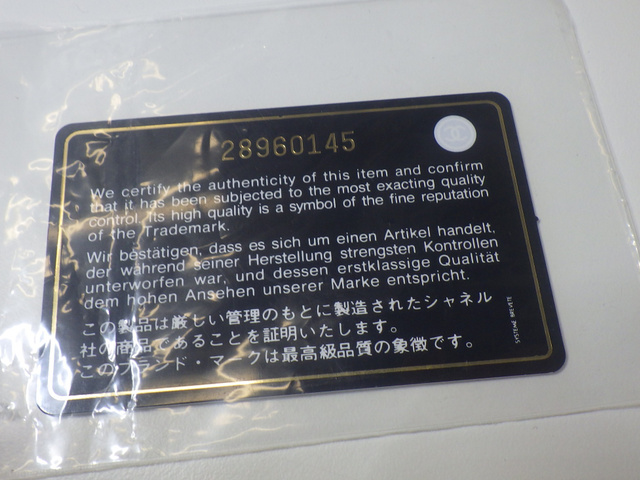 28960145
We certify the authenticity of this item and confirm
that it has been subjected to the most exacting quality
control. Its high quality is a symbol of the fine reputation
of the Trademark.
Wir bestätigen, dass es sich um einen Artikel handelt,
der während seiner Herstellung strengsten Kontrollen
unterworfen war, und dessen erstklassige Qualität
dem hohen Ansehen unserer Marke entspricht.
この製品は厳しい管理のもとに製造されたシャネル
社の商品であることを証明いたします。
このブランド・マークは最高級品質の象徴です。
SYSTEME BREVETE